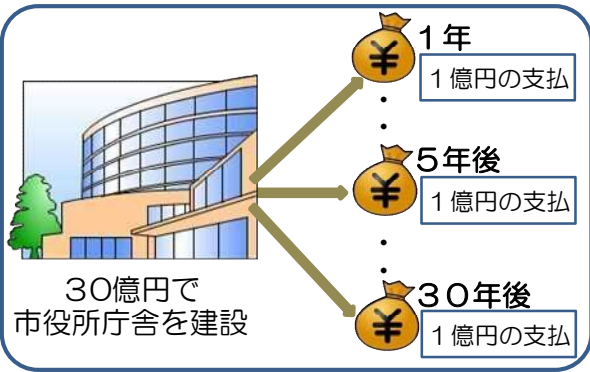 ¥
1年
1億円の支払
¥
5年後
1億円の支払
¥
30年後
1億円の支払
30億円で
市役所庁舎を建設